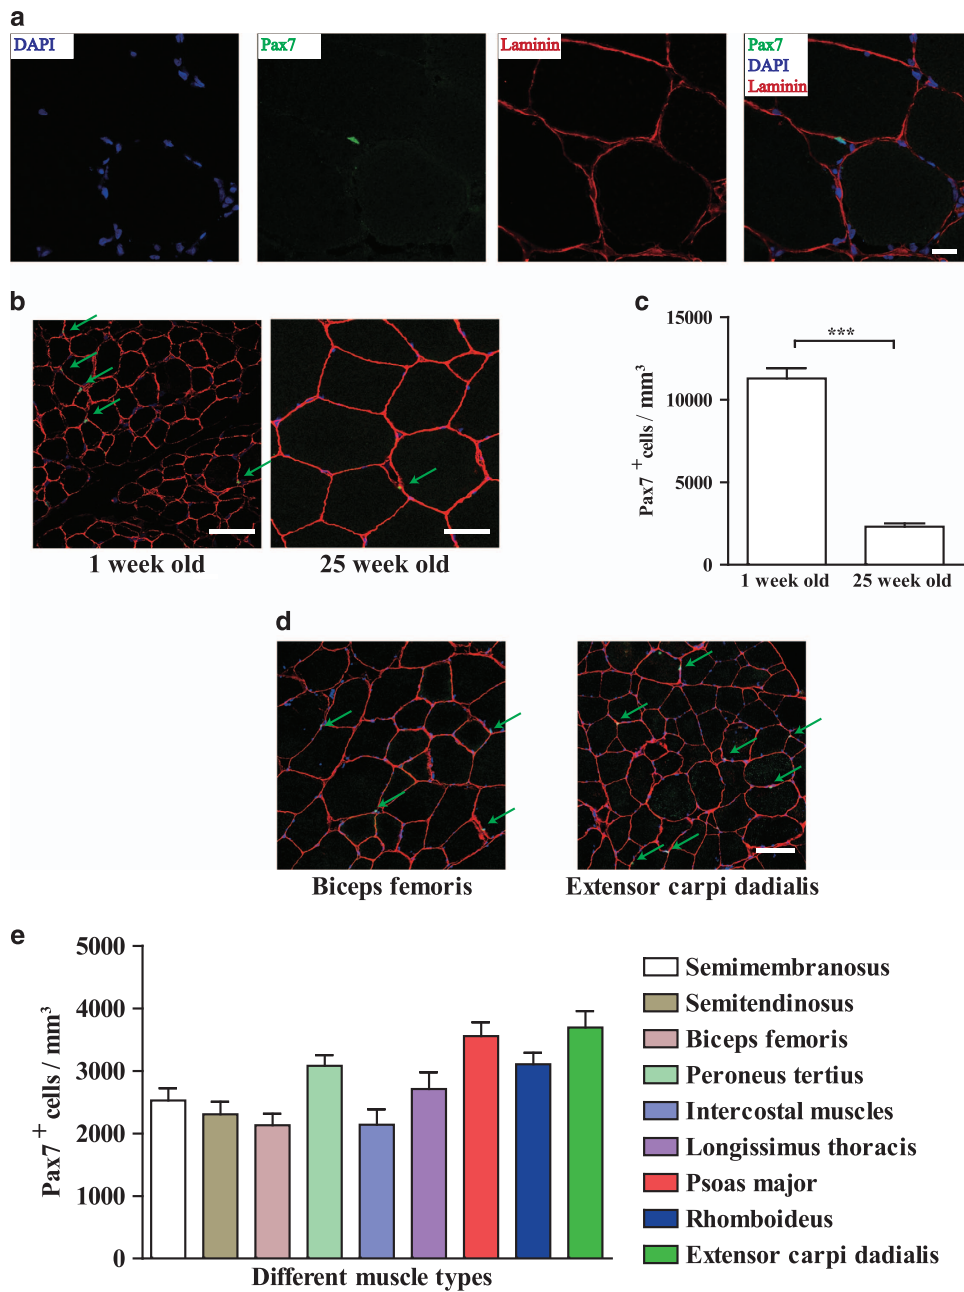 a
DAPI
Pax7
Laminin
Pax7
DAPI
Laminin
b
1 week old
25 week old
c
15000
10000
5000
0
Pax7 + cells / mm³
***
1 week old
25 week old
d
Biceps femoris
Extensor carpi dadialis
e
5000
4000
3000
2000
1000
0
Pax7 + cells / mm³
Different muscle types
Semimembranosus
Semitendinosus
Biceps femoris
Peroneus tertius
Intercostal muscles
Longissimus thoracis
Psoas major
Rhomboideus
Extensor carpi dadialis